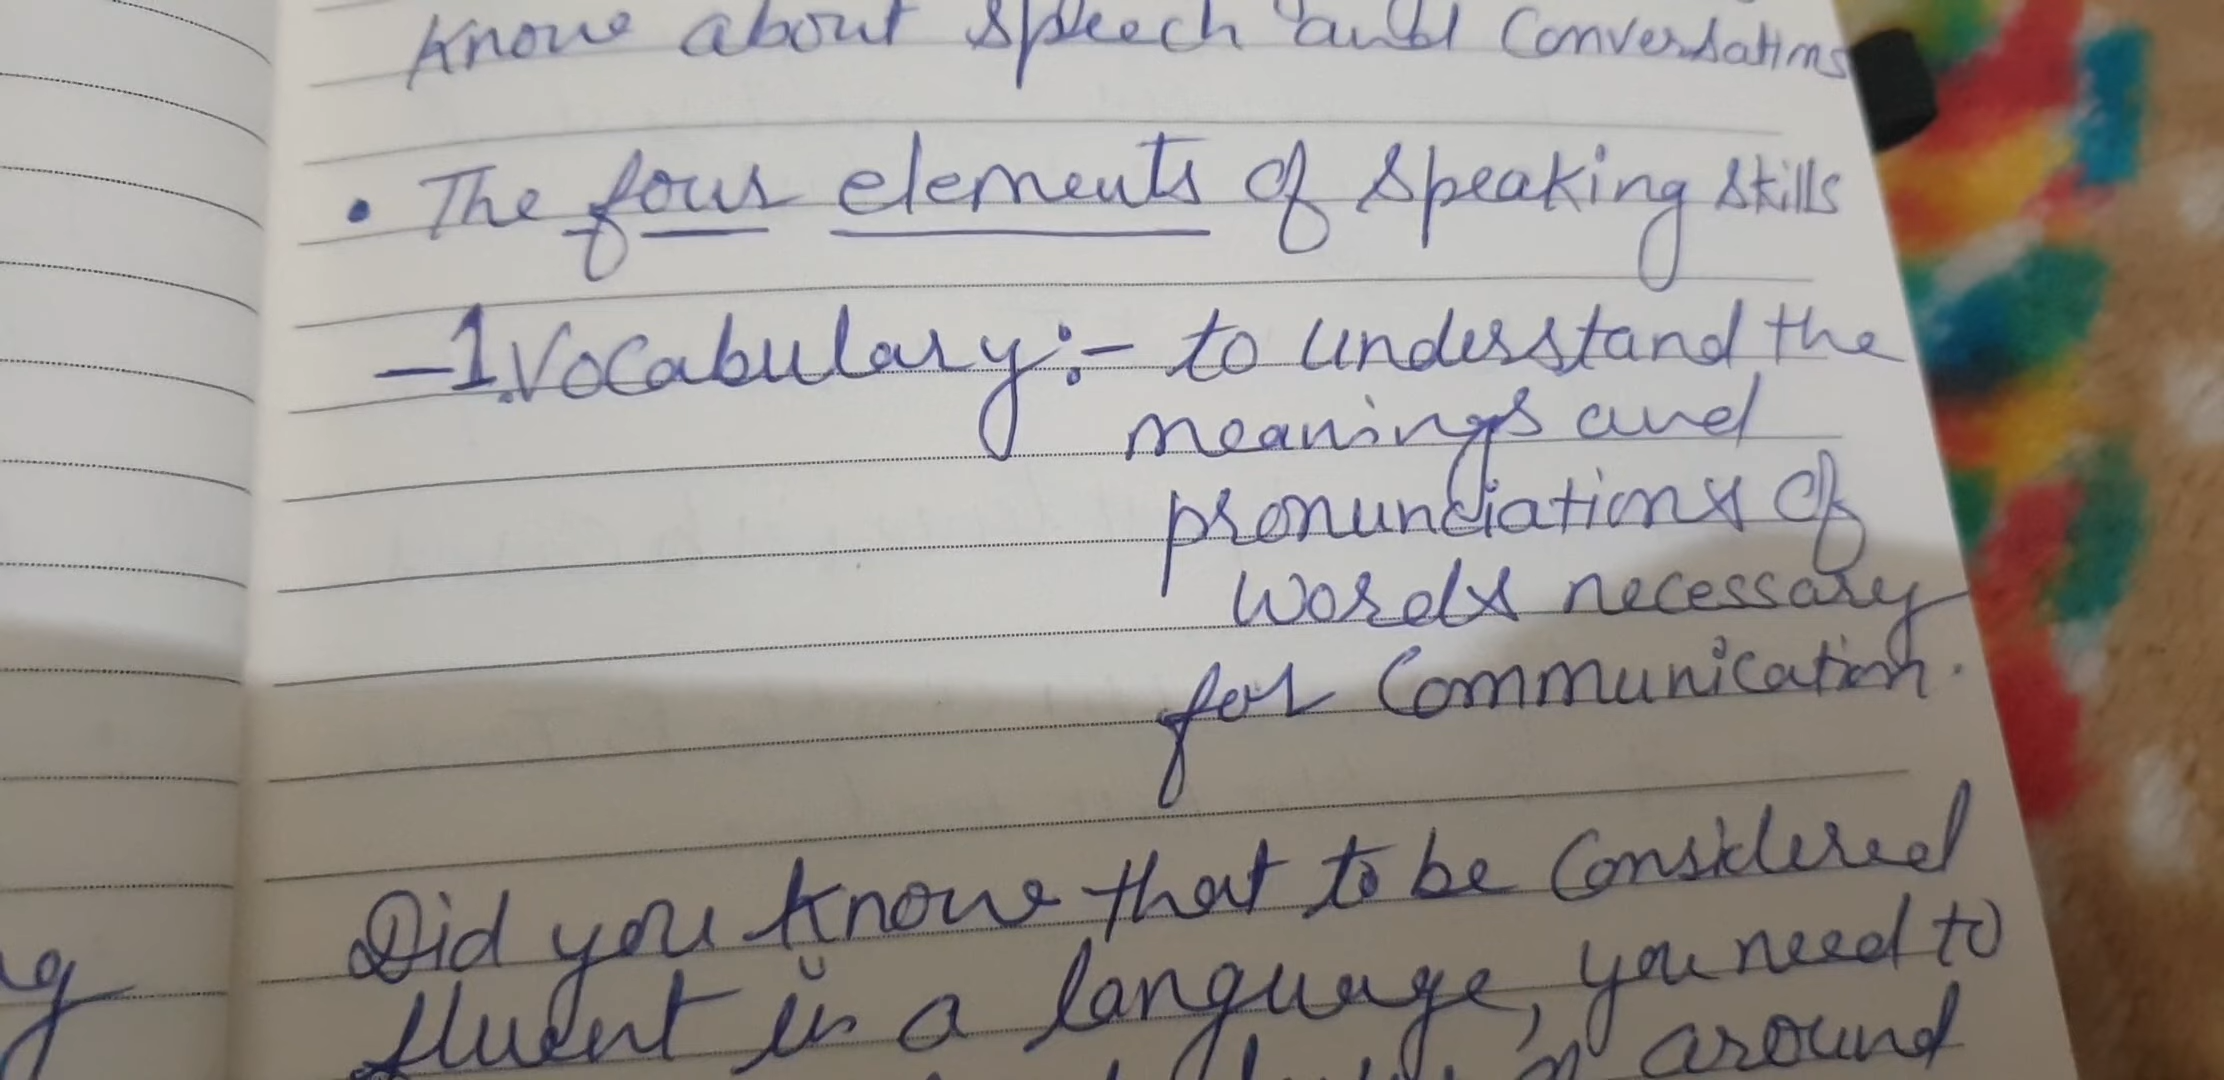 Know about speech and Conversations
• The four elements of speaking skills
- 1. Vocabulary :- to understand the
meanings and
pronunciations of
words necessary
for Communication.
Did you know that to be Considered
fluent in a language, you need to
around